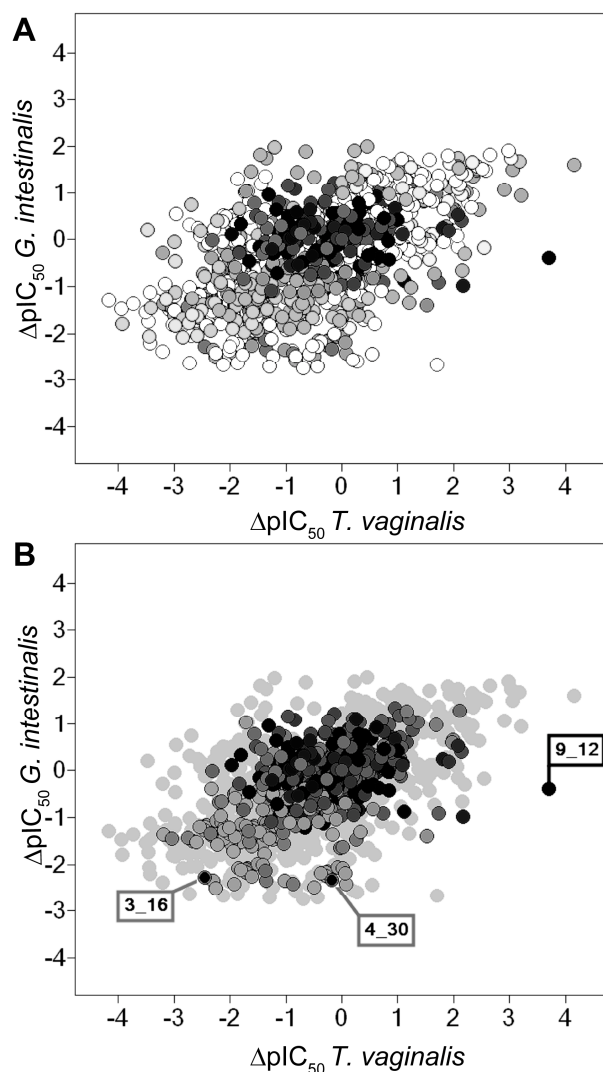 A
4
3
2
1
0
-1
-2
-3
-4
ΔpIC50 G. intestinalis
-4 -3 -2 -1 0 1 2 3 4
ΔpIC50 T. vaginalis
B
4
3
2
1
0
-1
-2
-3
-4
ΔpIC50 G. intestinalis
9_12
3_16
4_30
-4 -3 -2 -1 0 1 2 3 4
ΔpIC50 T. vaginalis